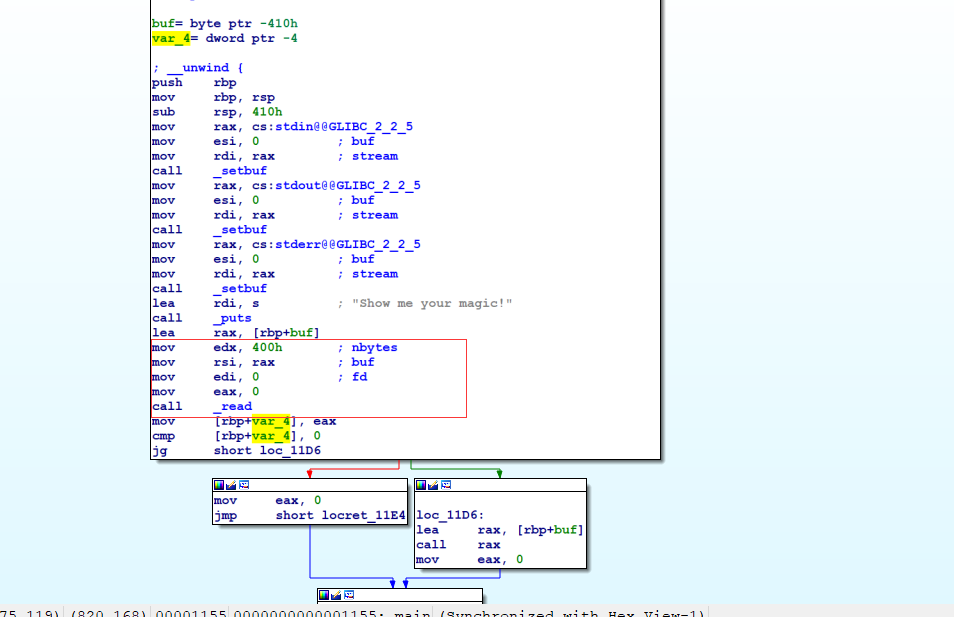 buf= byte ptr -410h
var_4= dword ptr -4
; __unwind {
push rbp
mov rbp, rsp
sub rsp, 410h
mov rax, cs:stdin@@GLIBC_2_2_5
mov esi, 0 ; buf
mov rdi, rax ; stream
call _setbuf
mov rax, cs:stdout@@GLIBC_2_2_5
mov esi, 0 ; buf
mov rdi, rax ; stream
call _setbuf
mov rax, cs:stderr@@GLIBC_2_2_5
mov esi, 0 ; buf
mov rdi, rax ; stream
call _setbuf
lea rdi, s ; "Show me your magic!"
call _puts
lea rax, [rbp+buf]
mov edx, 400h ; nbytes
mov rsi, rax ; buf
mov edi, 0 ; fd
mov eax, 0
call _read
mov [rbp+var_4], eax
cmp [rbp+var_4], 0
jg short loc_11D6
mov eax, 0
jmp short locret_11E4
loc_11D6:
lea rax, [rbp+buf]
call rax
mov eax, 0
75,119) (820,168) 00001155 0000000000001155: main (Synchronized with Hex View-1)